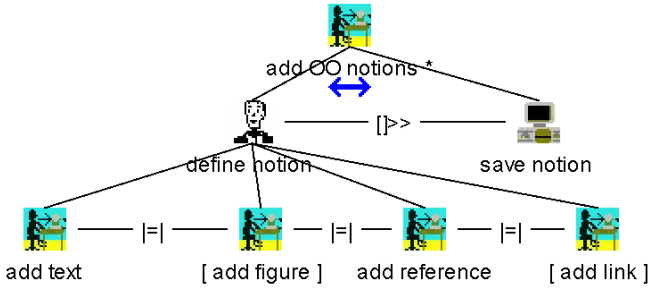 add OO notions *
[]>>
define notion
save notion
|=| |=| |=|
add text [ add figure ] add reference [ add link ]